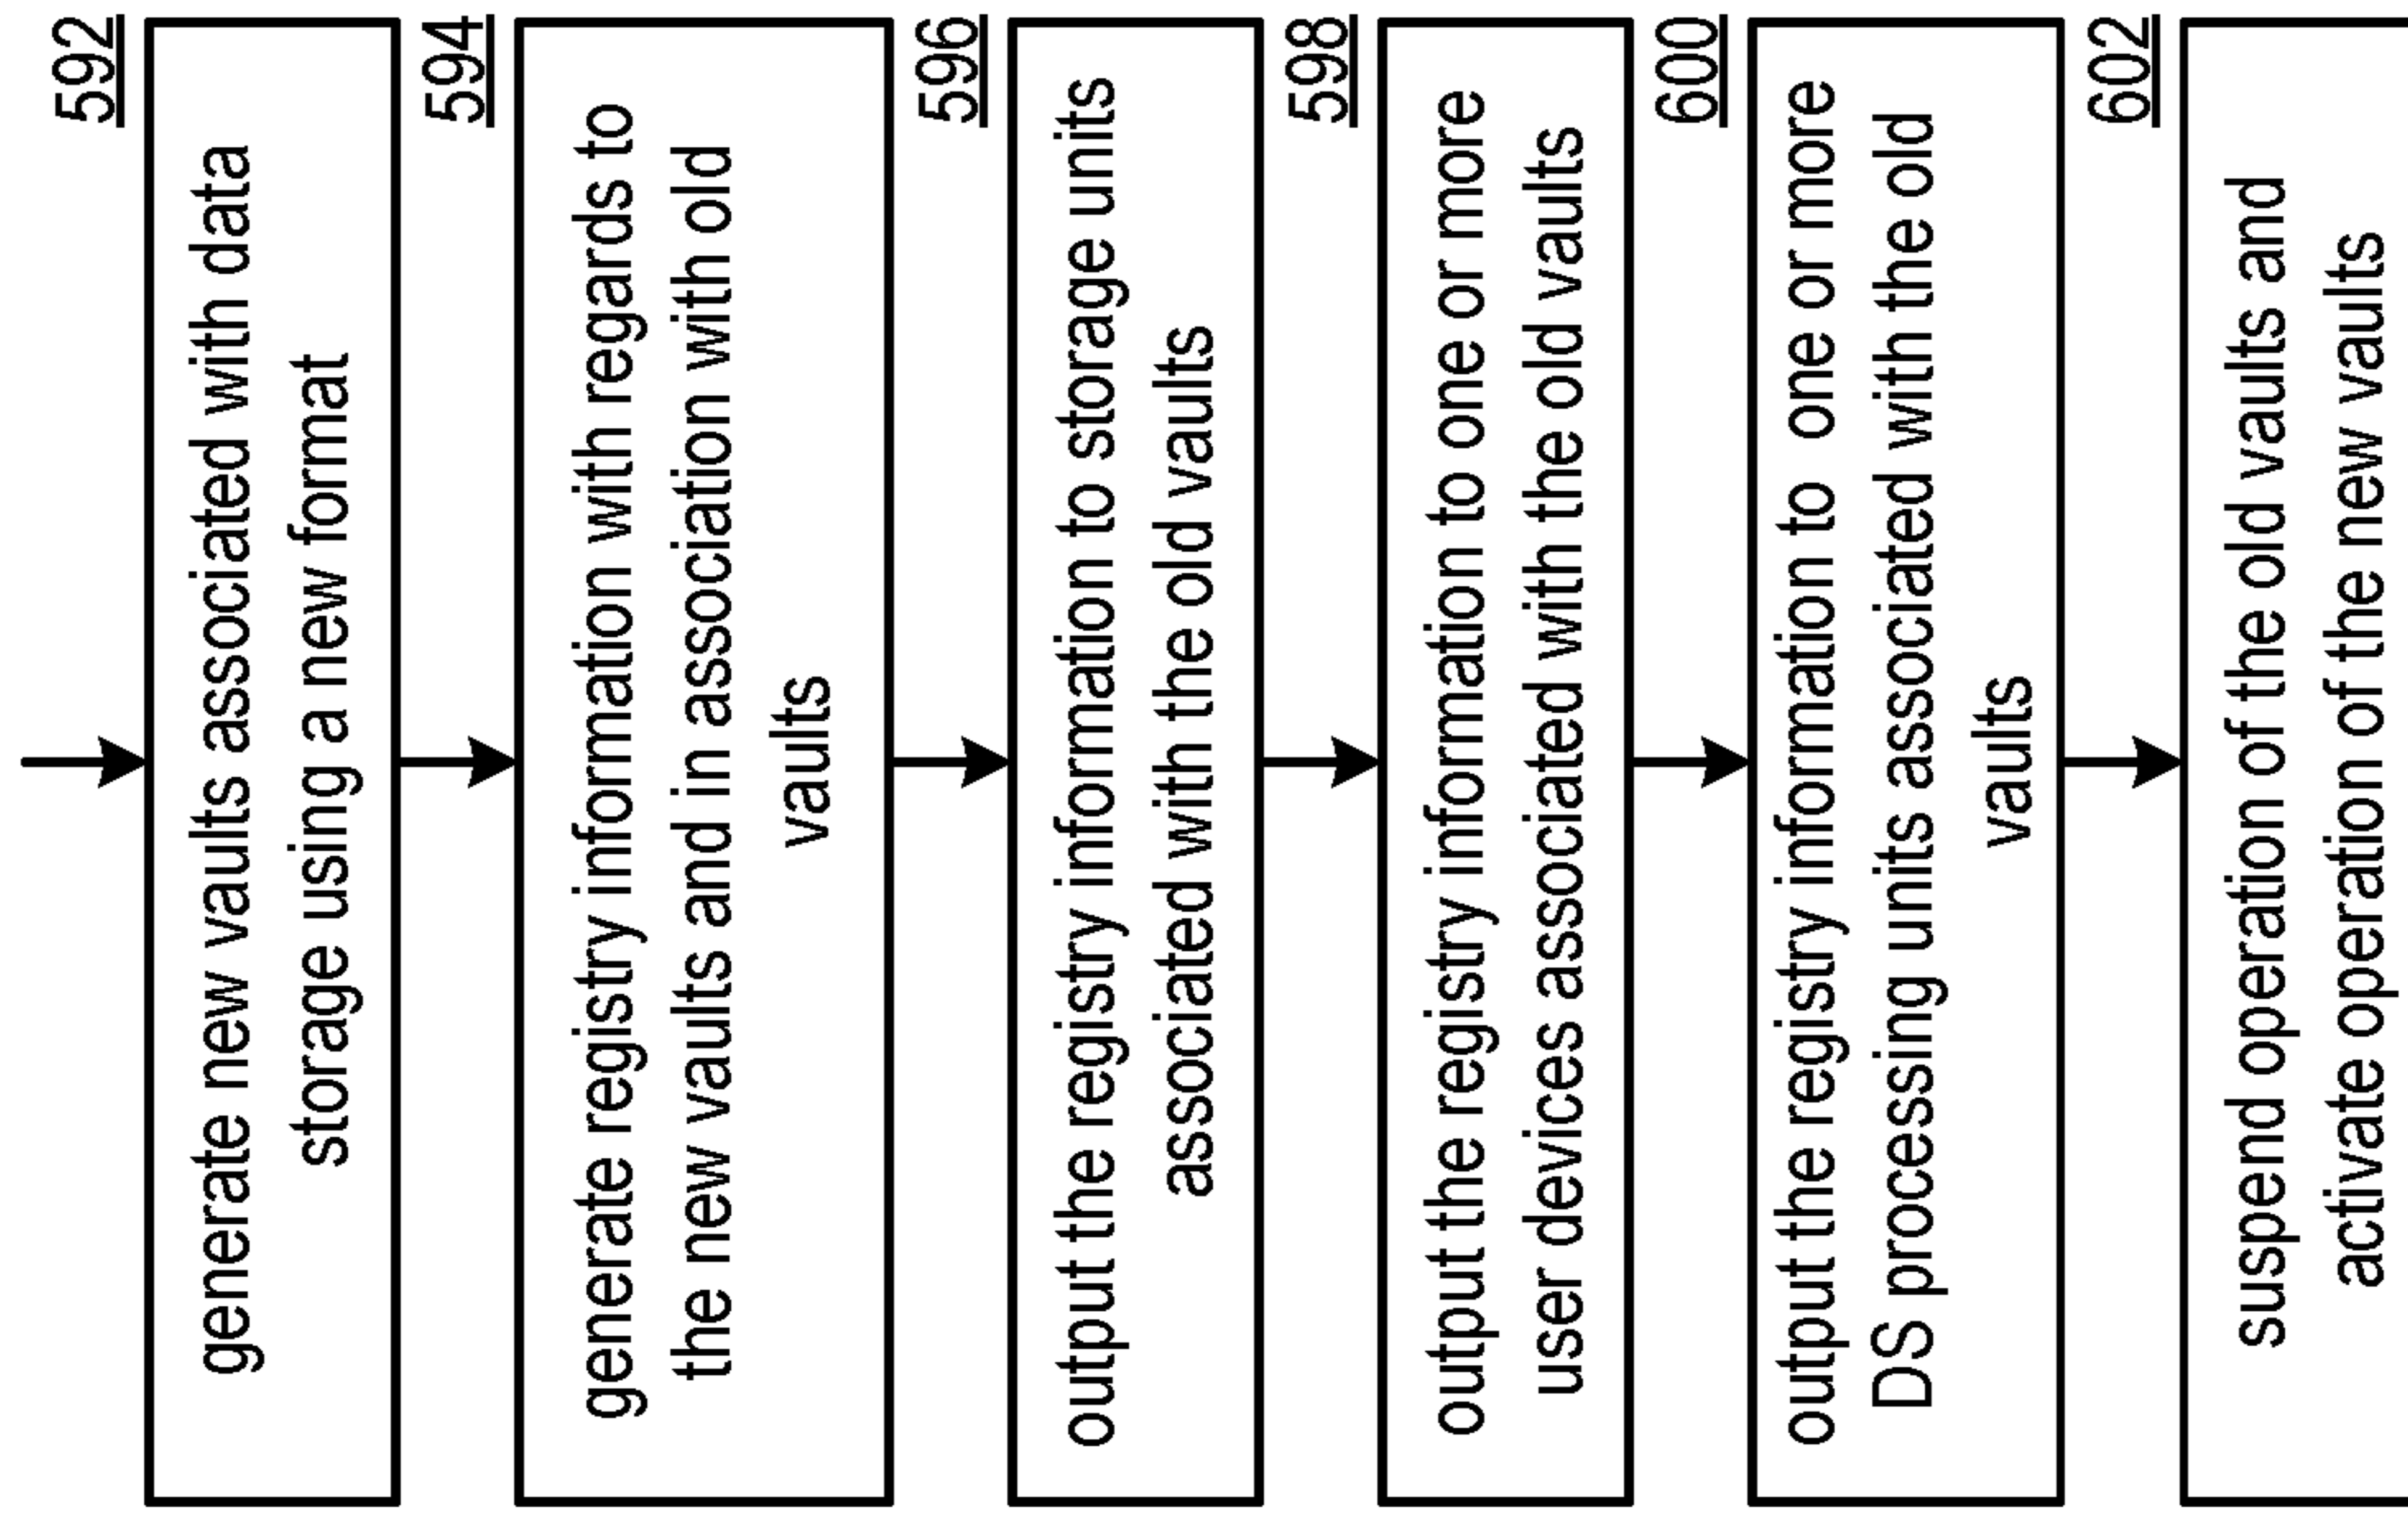 592
generate new vaults associated with data
storage using a new format
594
generate registry information with regards to
the new vaults and in association with old
vaults
596
output the registry information to storage units
associated with the old vaults
598
output the registry information to one or more
user devices associated with the old vaults
600
output the registry information to one or more
DS processing units associated with the old
vaults
602
suspend operation of the old vaults and
activate operation of the new vaults